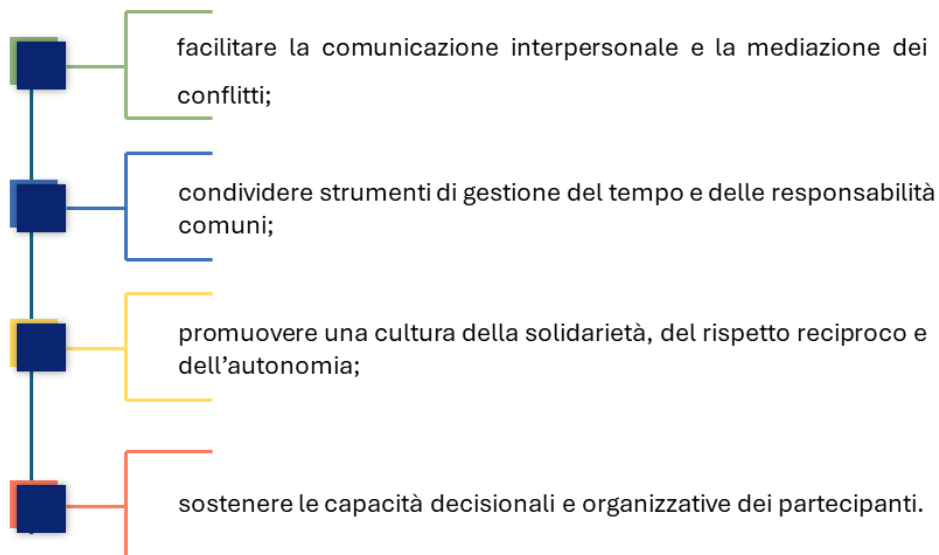 facilitare la comunicazione interpersonale e la mediazione dei
conflitti;
condividere strumenti di gestione del tempo e delle responsabilità
comuni;
promuovere una cultura della solidarietà, del rispetto reciproco e
dell’autonomia;
sostenere le capacità decisionali e organizzative dei partecipanti.